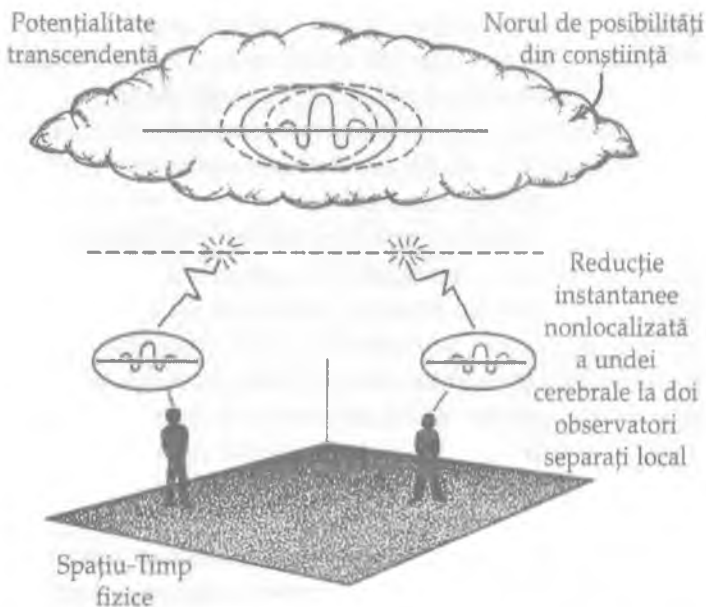 Potențialitate
transcendentă
Norul de posibilități
din conștiință
Reducție
instantanee
nonlocalizată
a undei
cerebrale la doi
observatori
separați local
Spațiu-Timp
fizice